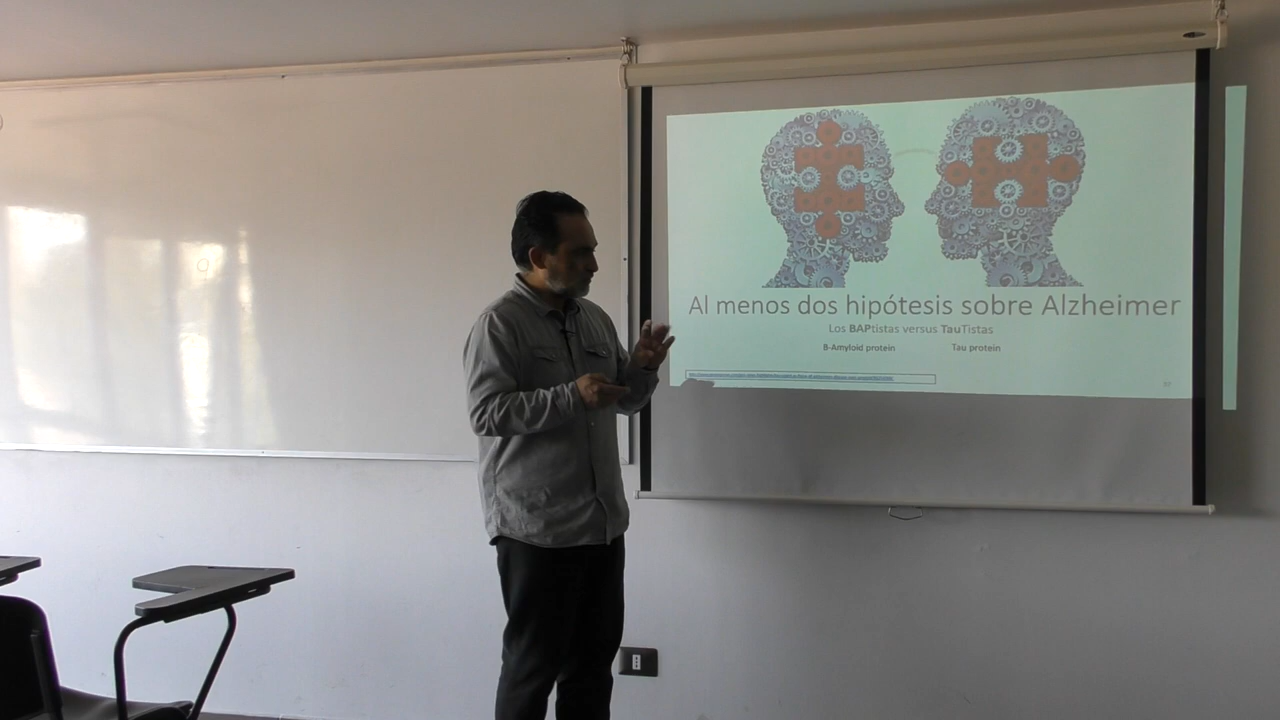 Al menos dos hipótesis sobre Alzheimer
Los BAPtistas versus TauTistas
B-Amyloid protein Tau protein